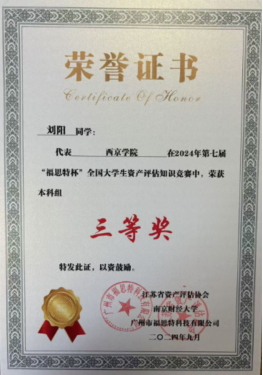 荣誉证书
Certificate Of Honor
刘阳 同学：
代表 西京学院 在2024年第七届
“福思特杯”全国大学生资产评估知识竞赛中，荣获
本科组
三等奖
特发此证，以资鼓励。
江苏省资产评估协会
南京财经大学
广州市福思特科技有限公司
二〇二四年九月